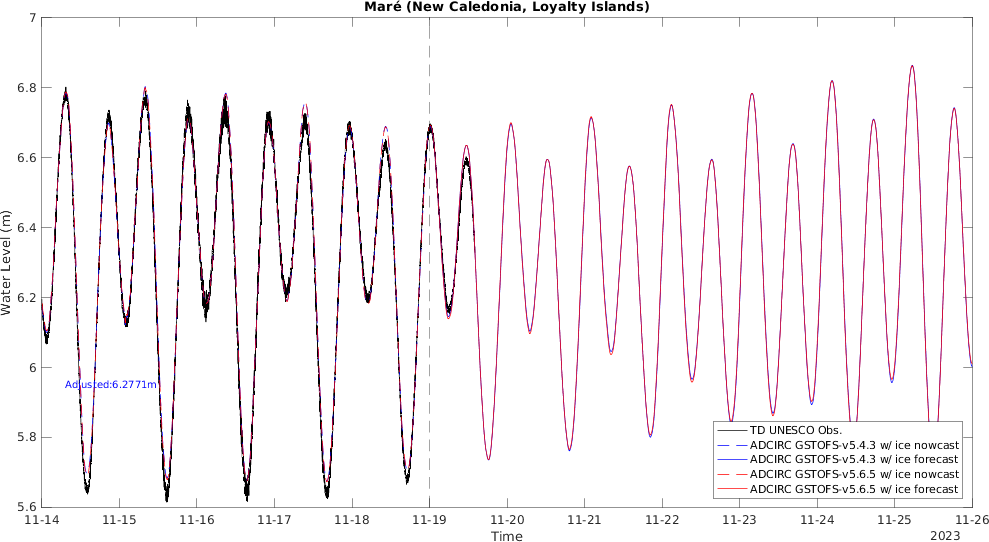 Maré (New Caledonia, Loyalty Islands)
7
6.8
6.6
6.4
6.2
6
5.8
5.6
Water Level (m)
Adjusted:6.2771m
TD UNESCO Obs.
ADCIRC GSTOFS-v5.4.3 w/ ice nowcast
ADCIRC GSTOFS-v5.4.3 w/ ice forecast
ADCIRC GSTOFS-v5.6.5 w/ ice nowcast
ADCIRC GSTOFS-v5.6.5 w/ ice forecast
11-14 11-15 11-16 11-17 11-18 11-19 11-20 11-21 11-22 11-23 11-24 11-25 11-26
Time
2023